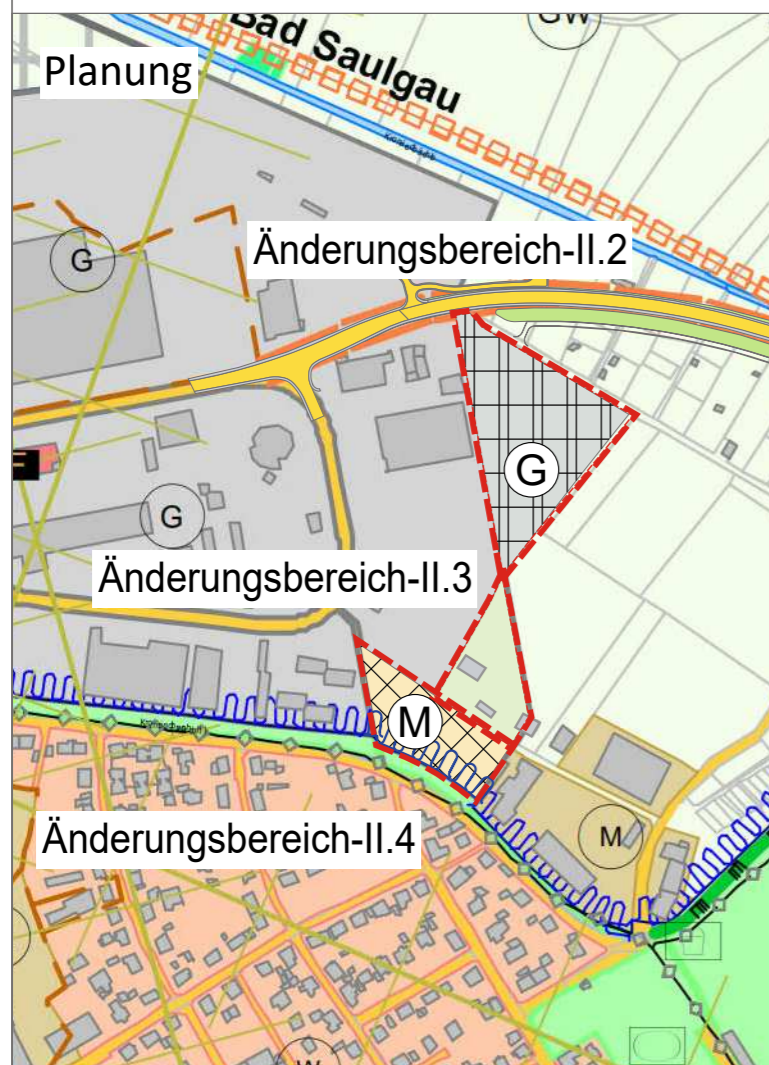 GW
Bad Saulgau
Planung
Änderungsbereich-II.2
G
G
F
G
Änderungsbereich-II.3
M
Änderungsbereich-II.4
M
W